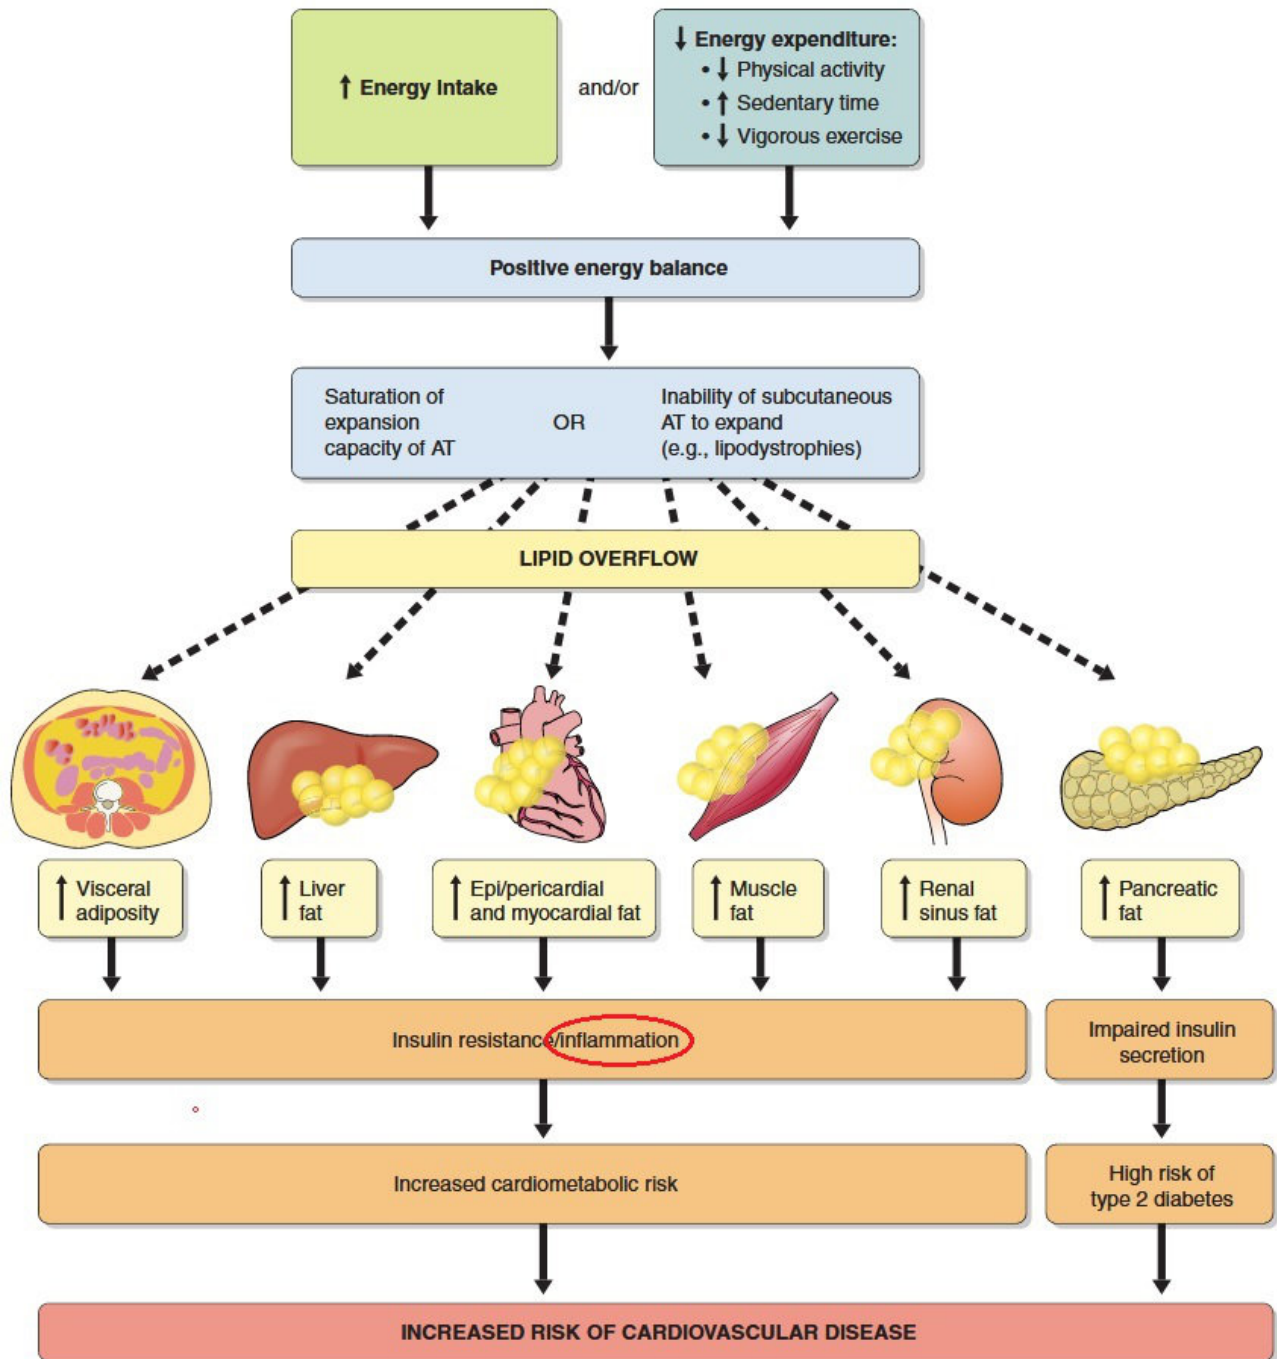 ↑ Energy intake
and/or
↓ Energy expenditure:
• ↓ Physical activity
• ↑ Sedentary time
• ↓ Vigorous exercise
Positive energy balance
Saturation of
expansion
capacity of AT
OR
Inability of subcutaneous
AT to expand
(e.g., lipodystrophies)
LIPID OVERFLOW
↑ Visceral
adiposity
↑ Liver
fat
↑ Epi/pericardial
and myocardial fat
↑ Muscle
fat
↑ Renal
sinus fat
↑ Pancreatic
fat
Insulin resistance/inflammation
Impaired insulin
secretion
Increased cardiometabolic risk
High risk of
type 2 diabetes
INCREASED RISK OF CARDIOVASCULAR DISEASE